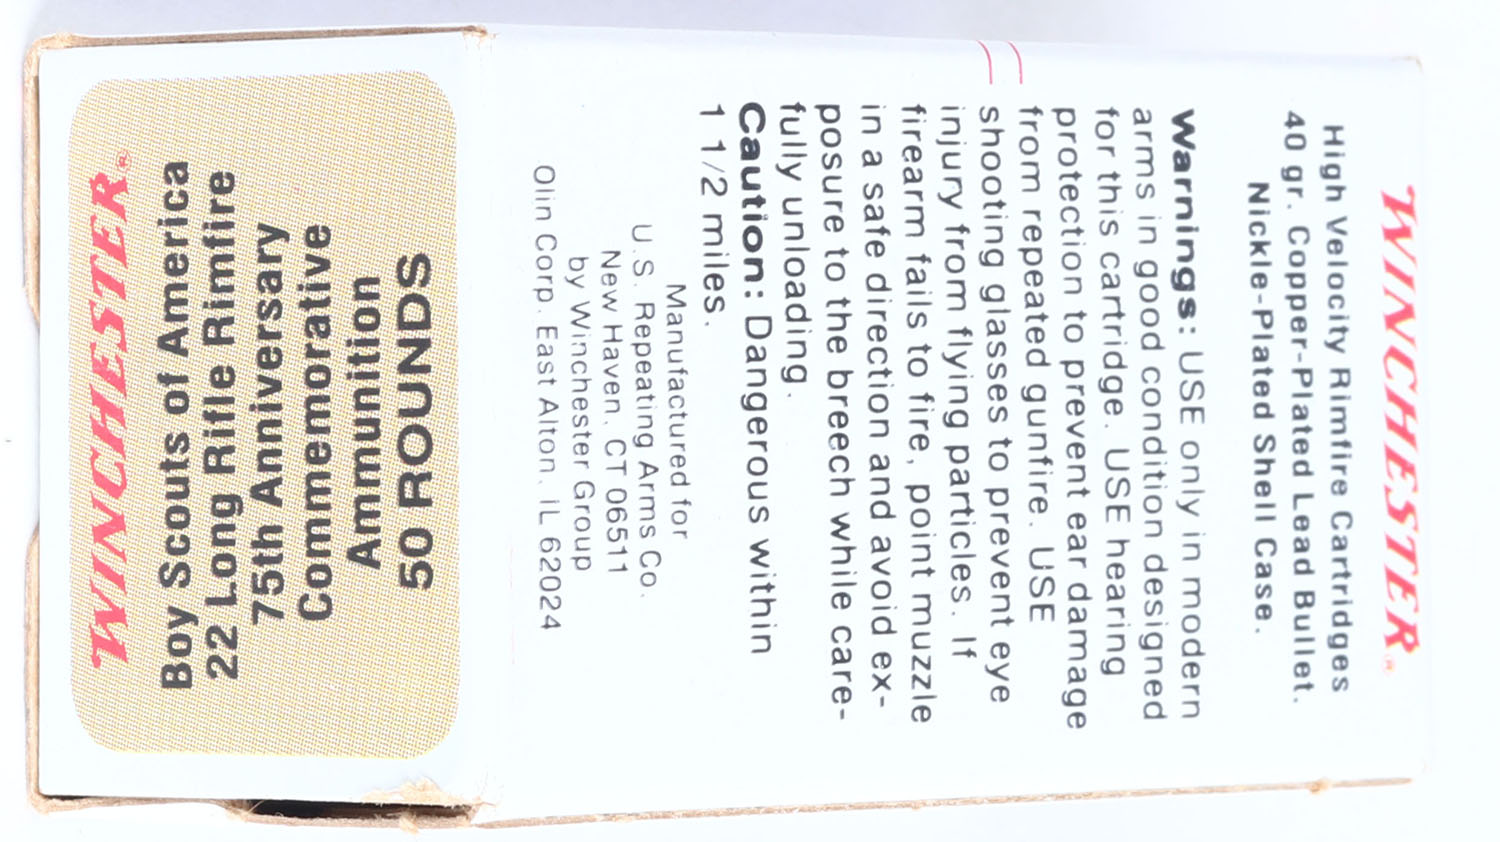 WINCHESTER®
Boy Scouts of America
22 Long Rifle Rimfire
75th Anniversary
Commemorative
Ammunition
50 ROUNDS
WINCHESTER®
High Velocity Rimfire Cartridges
40 gr. Copper-Plated Lead Bullet.
Nickle-Plated Shell Case.
Warnings: USE only in modern
arms in good condition designed
for this cartridge. USE hearing
protection to prevent ear damage
from repeated gunfire. USE
shooting glasses to prevent eye
injury from flying particles. If
firearm fails to fire, point muzzle
in a safe direction and avoid ex-
posure to the breech while care-
fully unloading.
Caution: Dangerous within
1 1/2 miles.
Manufactured for
U.S. Repeating Arms Co.
New Haven, CT 06511
by Winchester Group
Olin Corp. East Alton, IL 62024